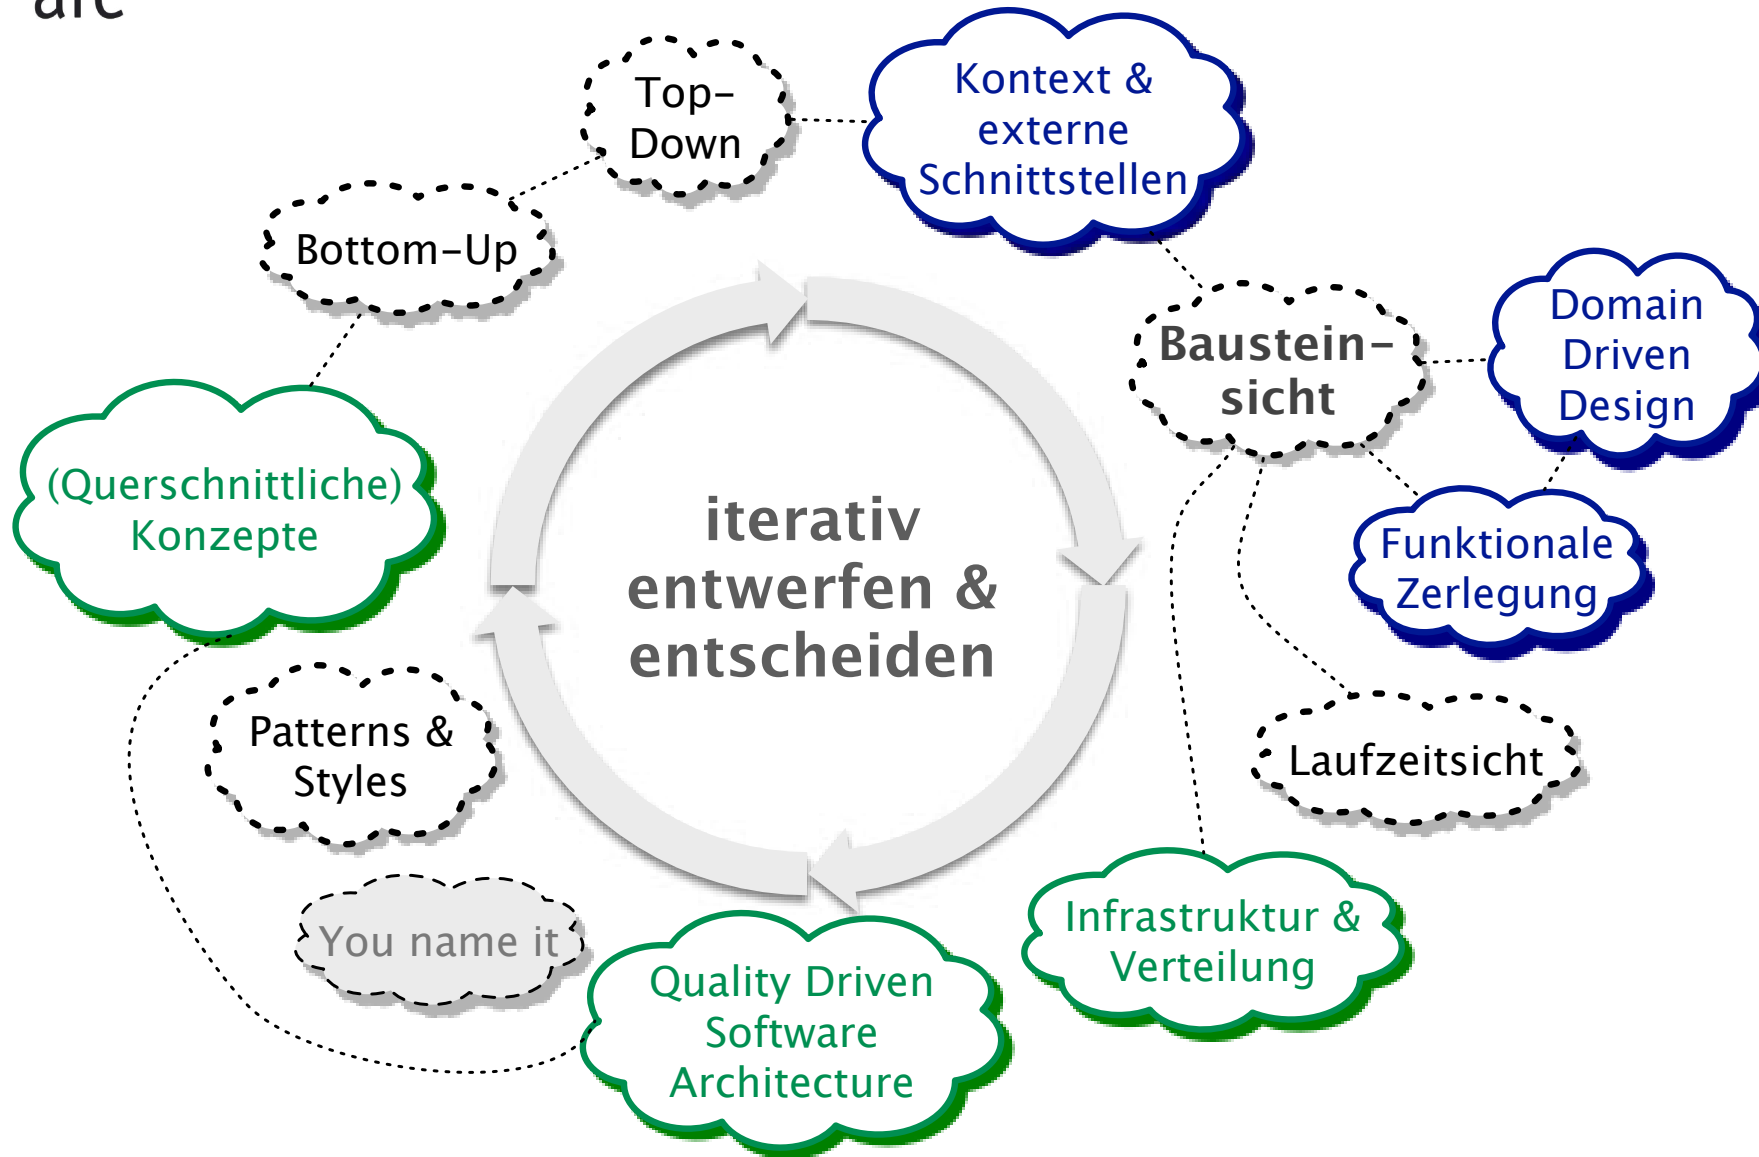 arc
Top-
Down
Kontext &
externe
Schnittstellen
Bottom-Up
Baustein-
sicht
Domain
Driven
Design
(Querschnittliche)
Konzepte
iterativ
entwerfen &
entscheiden
Funktionale
Zerlegung
Patterns &
Styles
Laufzeitsicht
You name it
Infrastruktur &
Verteilung
Quality Driven
Software
Architecture